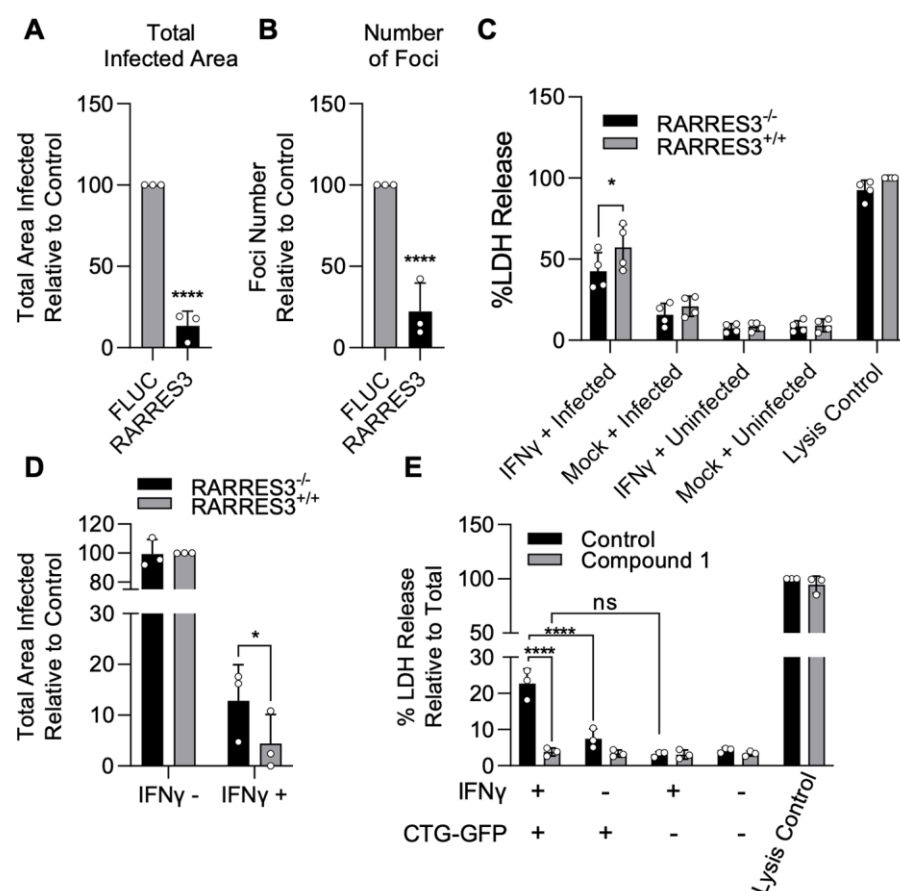 A
Total
Infected Area
Total Area Infected
Relative to Control
150
100
50
0
****
FLUC
RARRES3
B
Number
of Foci
Foci Number
Relative to Control
150
100
50
0
****
FLUC
RARRES3
C
%LDH Release
150
100
50
0
RARRES3-/-
RARRES3+/+
*
IFNγ + Infected
Mock + Infected
IFNγ + Uninfected
Mock + Uninfected
Lysis Control
D
RARRES3-/-
RARRES3+/+
Total Area Infected
Relative to Control
120
100
80
30
20
10
0
*
IFNγ -
IFNγ +
E
% LDH Release
Relative to Total
150
100
50
30
20
10
0
Control
Compound 1
ns
****
****
IFNγ + - + -
CTG-GFP + + - -
Lysis Control